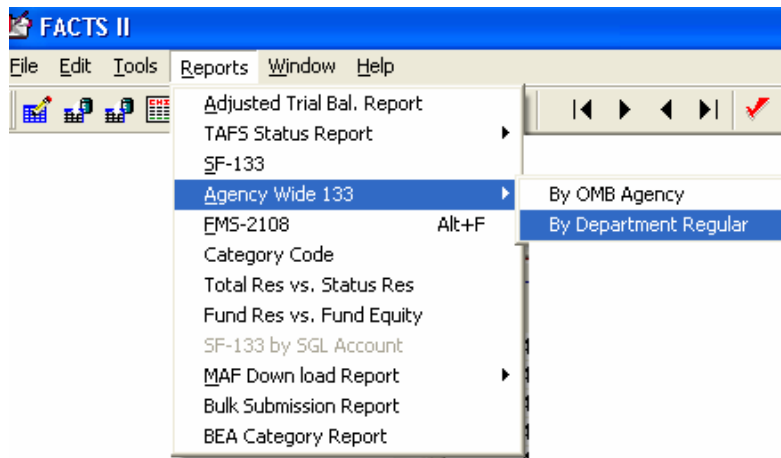 FACTS II
File Edit Tools Reports Window Help
Adjusted Trial Bal. Report
TAFS Status Report
SF-133
Agency Wide 133
By OMB Agency
FMS-2108 Alt+F
By Department Regular
Category Code
Total Res vs. Status Res
Fund Res vs. Fund Equity
SF-133 by SGL Account
MAF Down load Report
Bulk Submission Report
BEA Category Report